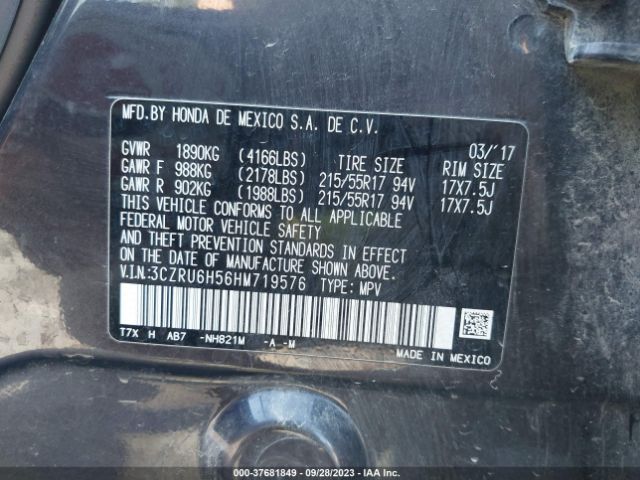 MFD.BY HONDA DE MEXICO S.A. DE C.V.
03/'17
GVWR 1890KG (4166LBS) TIRE SIZE RIM SIZE
GAWR F 988KG (2178LBS) 215/55R17 94V 17X7.5J
GAWR R 902KG (1988LBS) 215/55R17 94V 17X7.5J
THIS VEHICLE CONFORMS TO ALL APPLICABLE
FEDERAL MOTOR VEHICLE SAFETY
AND THEFT PREVENTION STANDARDS IN EFFECT
ON THE DATE OF MANUFACTURE SHOWN ABOVE.
V.I.N:3CZRU6H56HM719576 TYPE: MPV
T7X H AB7 -NH821M -A -M
MADE IN MEXICO
000-37681849 - 09/28/2023 - IAA Inc.